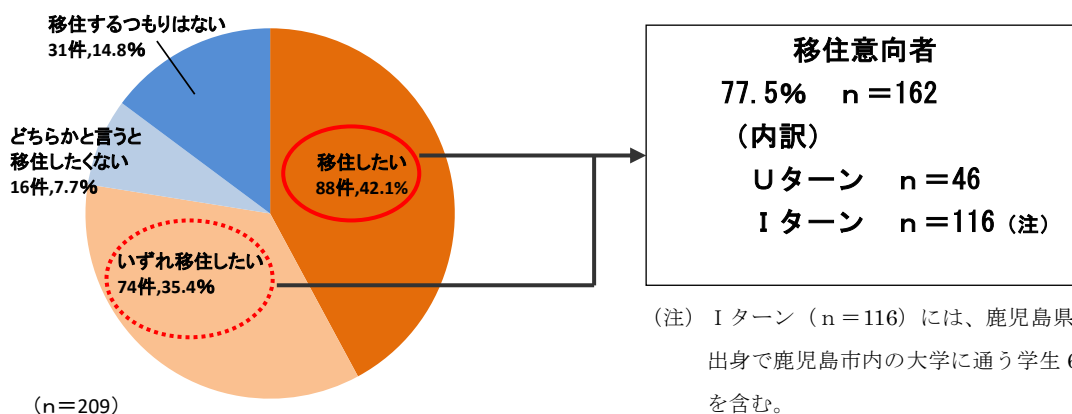 移住するつもりはない
31件,14.8%
どちらかと言うと
移住したくない
16件,7.7%
移住したい
88件,42.1%
いずれ移住したい
74件,35.4%
（n＝209）
移住意向者
77.5%　ｎ＝162
（内訳）
Ｕターン　ｎ＝46
Ｉターン　ｎ＝116（注）
（注）Ｉターン（ｎ＝116）には、鹿児島県
出身で鹿児島市内の大学に通う学生 6
を含む。